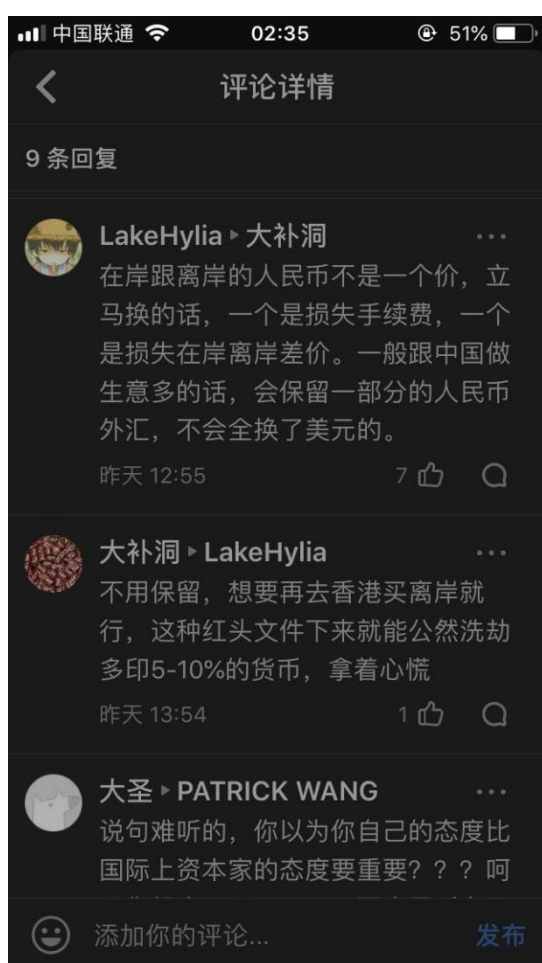 中国联通 02:35 51%
评论详情
9 条回复
LakeHylia ▸ 大补洞
在岸跟离岸的人民币不是一个价，立
马换的话，一个是损失手续费，一个
是损失在岸离岸差价。一般跟中国做
生意多的话，会保留一部分的人民币
外汇，不会全换了美元的。
昨天 12:55 7
大补洞 ▸ LakeHylia
不用保留，想要再去香港买离岸就
行，这种红头文件下来就能公然洗劫
多印5-10%的货币，拿着心慌
昨天 13:54 1
大圣 ▸ PATRICK WANG
说句难听的，你以为你自己的态度比
国际上资本家的态度要重要？？？呵
添加你的评论... 发布